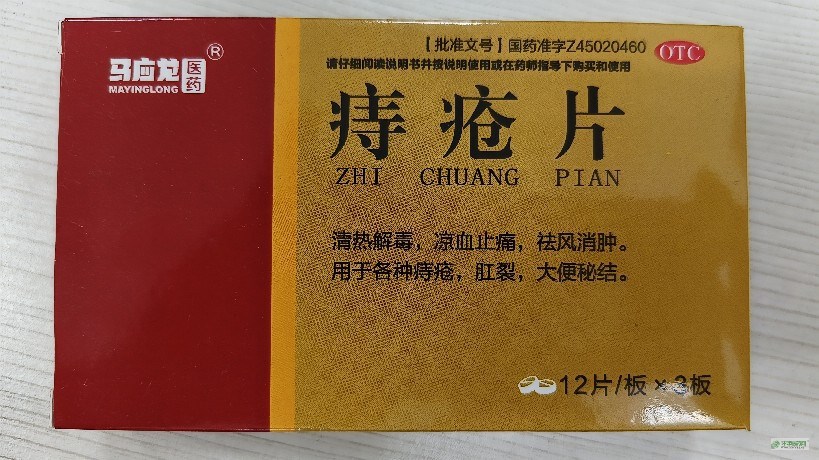 马应龙 医药 ®
MAYINGLONG
【批准文号】国药准字Z45020460 OTC
请仔细阅读说明书并按说明使用或在药师指导下购买和使用
痔疮片
ZHI CHUANG PIAN
清热解毒，凉血止痛，祛风消肿。
用于各种痔疮，肛裂，大便秘结。
12片/板×3板